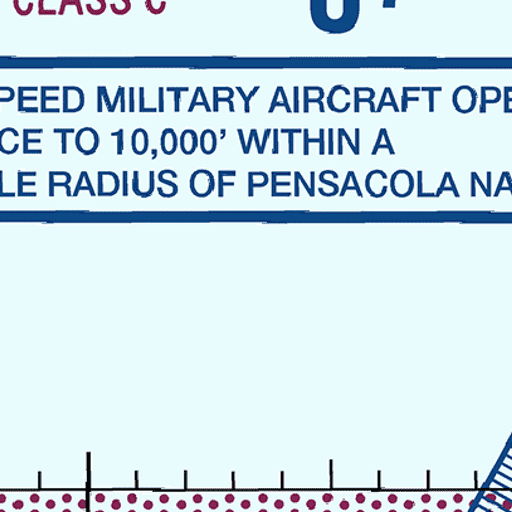 CLASS C
PEED MILITARY AIRCRAFT OPE
CE TO 10,000' WITHIN A
LE RADIUS OF PENSACOLA NA